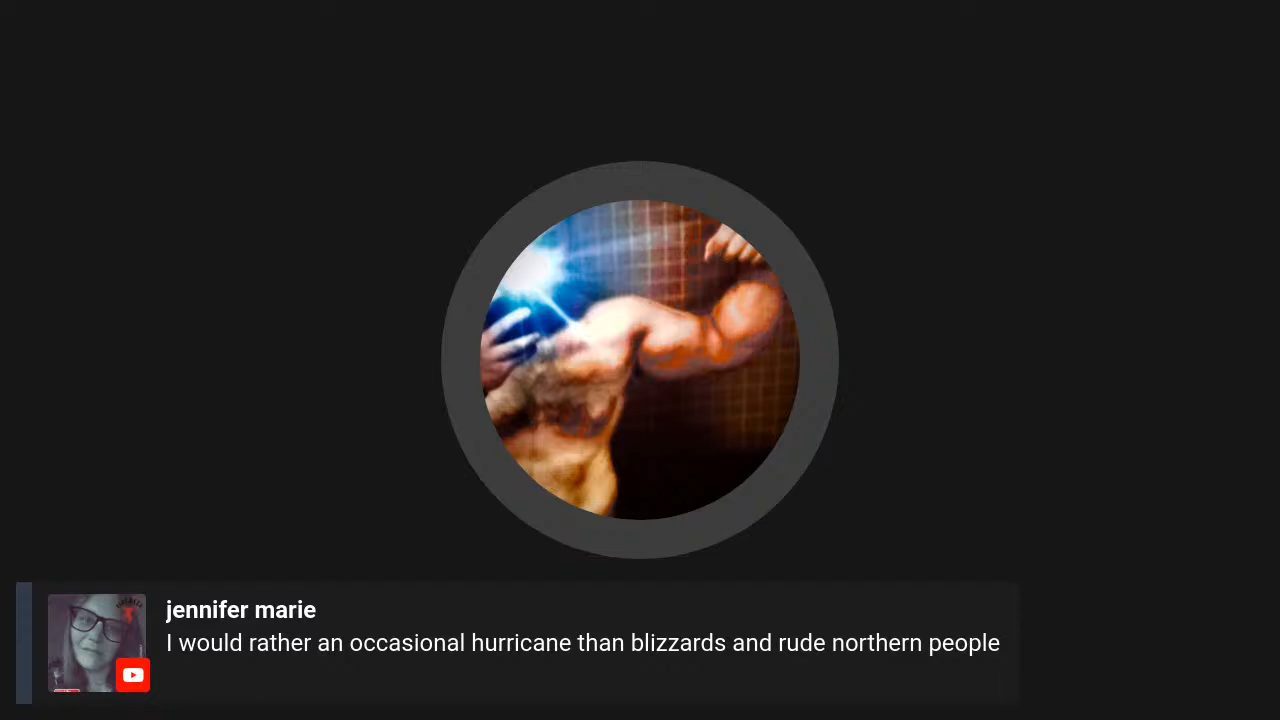 jennifer marie
I would rather an occasional hurricane than blizzards and rude northern people